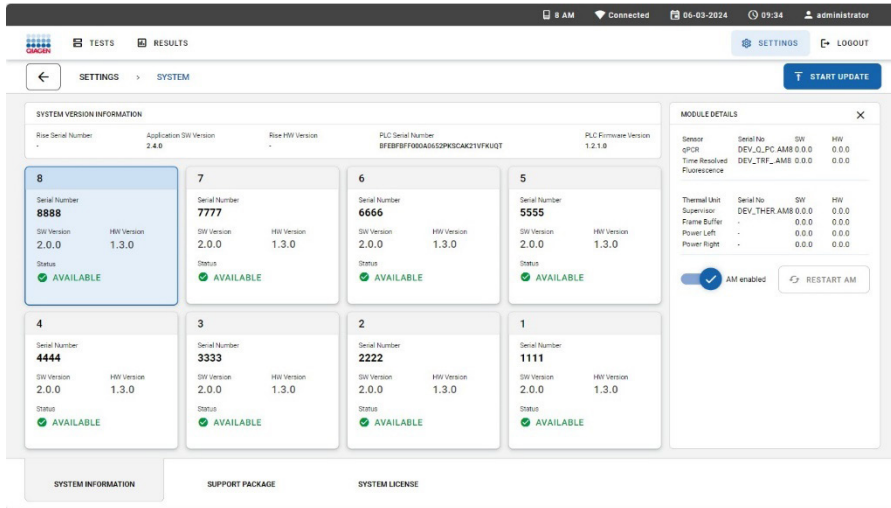 8 AM Connected 06-03-2024 09:34 administrator
QIAGEN TESTS RESULTS SETTINGS LOGOUT
SETTINGS > SYSTEM START UPDATE
SYSTEM VERSION INFORMATION
Rise Serial Number Application SW Version Rise HW Version PLC Serial Number PLC Firmware Version
- 2.4.0 - BFEBFBFF000A0652PKSCAK21VFKUQT 1.2.1.0
8
Serial Number
8888
SW Version HW Version
2.0.0 1.3.0
Status
AVAILABLE
7
Serial Number
7777
SW Version HW Version
2.0.0 1.3.0
Status
AVAILABLE
6
Serial Number
6666
SW Version HW Version
2.0.0 1.3.0
Status
AVAILABLE
5
Serial Number
5555
SW Version HW Version
2.0.0 1.3.0
Status
AVAILABLE
4
Serial Number
4444
SW Version HW Version
2.0.0 1.3.0
Status
AVAILABLE
3
Serial Number
3333
SW Version HW Version
2.0.0 1.3.0
Status
AVAILABLE
2
Serial Number
2222
SW Version HW Version
2.0.0 1.3.0
Status
AVAILABLE
1
Serial Number
1111
SW Version HW Version
2.0.0 1.3.0
Status
AVAILABLE
MODULE DETAILS
Sensor Serial No SW HW
qPCR DEV_Q_PC.AM8 0.0.0 0.0.0
Time Resolved DEV_TRF_.AM8 0.0.0 0.0.0
Fluorescence
Thermal Unit Serial No SW HW
Supervisor DEV_THER.AM8 0.0.0 0.0.0
Frame Buffer - 0.0.0 0.0.0
Power Left - 0.0.0 0.0.0
Power Right - 0.0.0 0.0.0
AM enabled RESTART AM
SYSTEM INFORMATION SUPPORT PACKAGE SYSTEM LICENSE